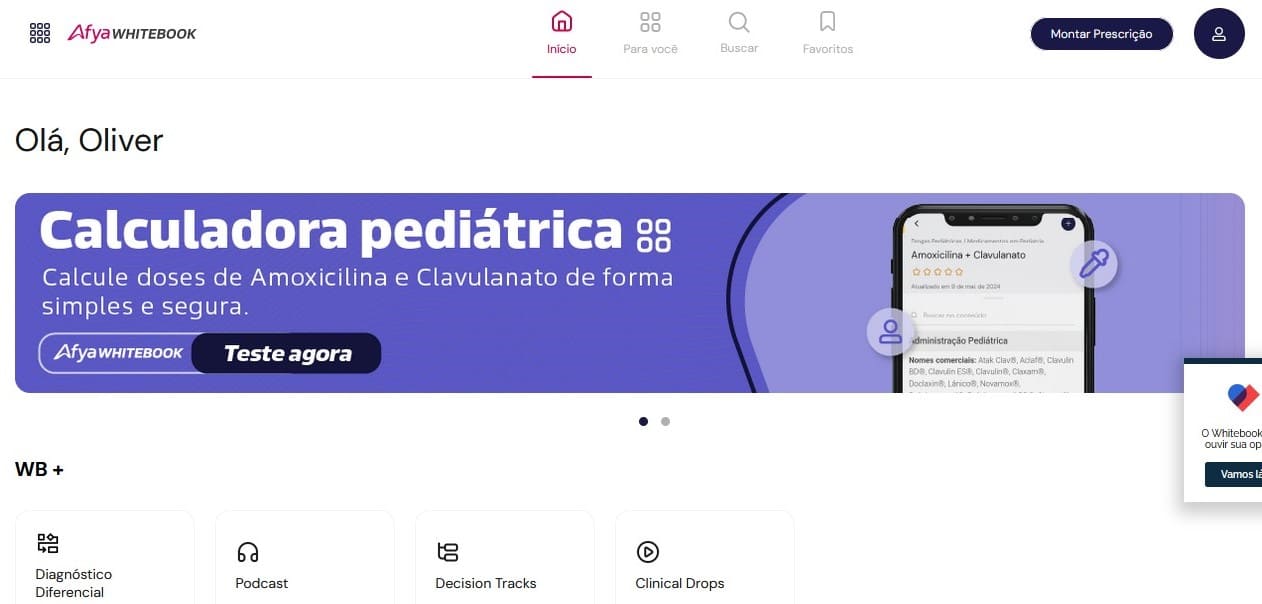 Afya WHITEBOOK
Início
Para você
Buscar
Favoritos
Montar Prescrição
Olá, Oliver
Calculadora pediátrica
Calcule doses de Amoxicilina e Clavulanato de forma
simples e segura.
Afya WHITEBOOK
Teste agora
Doses Pediátricas / Medicamentos em Pediatria
Amoxicilina + Clavulanato
Atualizado em 9 de mai. de 2024
Buscar no conteúdo
Administração Pediátrica
Nomes comerciais: Atak Clav®, Aclaf®, Clavulin
BD®, Clavulin ES®, Clavulin®, Claxam®,
Doclaxin®, Lánico®, Novamox®,
O Whitebook
ouvir sua op
Vamos lá
WB +
Diagnóstico
Diferencial
Podcast
Decision Tracks
Clinical Drops